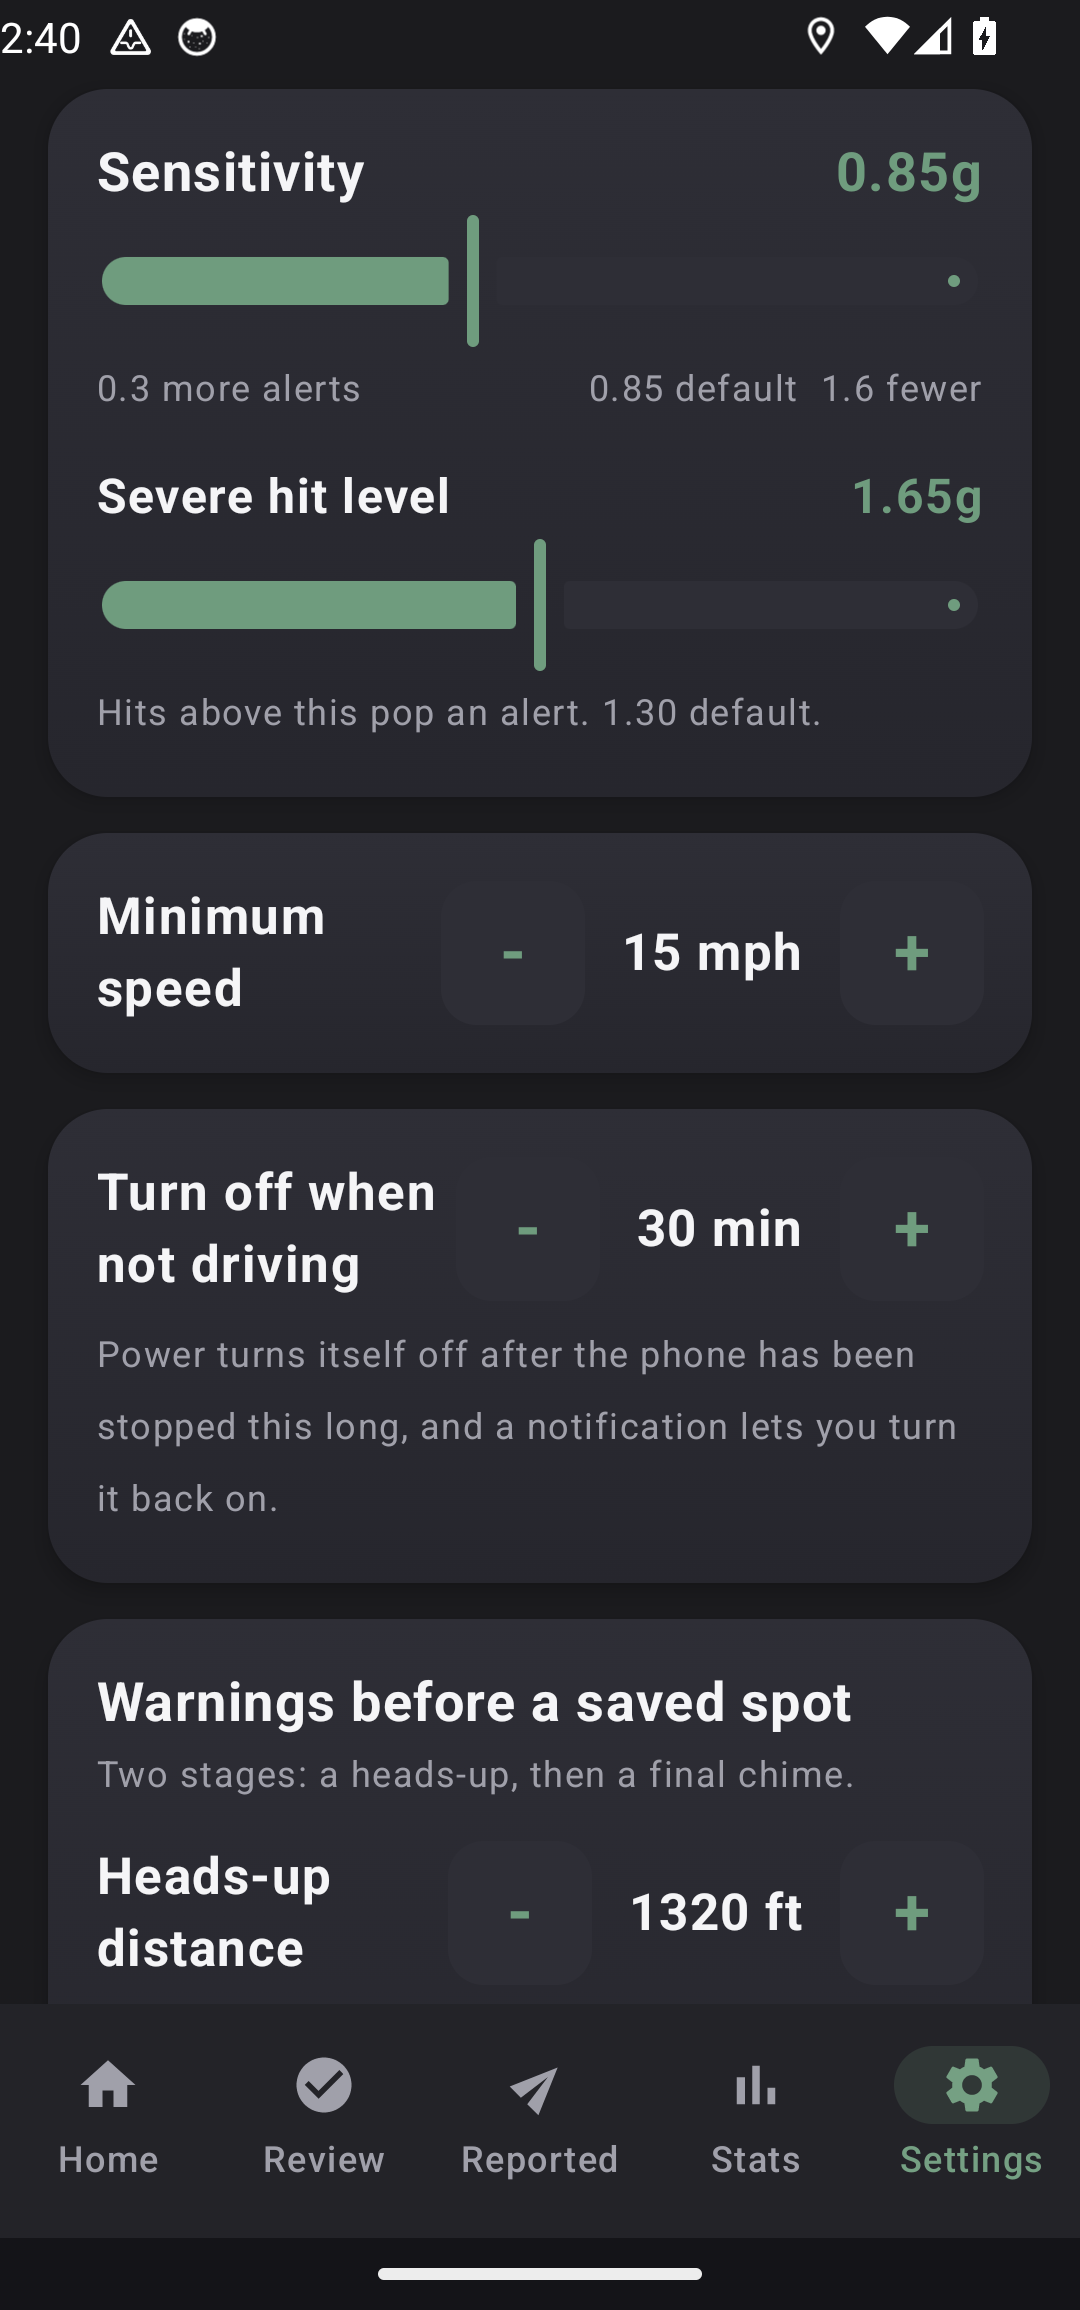 2:40
Sensitivity 0.85g
0.3 more alerts 0.85 default 1.6 fewer
Severe hit level 1.65g
Hits above this pop an alert. 1.30 default.
Minimum
speed
- 15 mph +
Turn off when
not driving
- 30 min +
Power turns itself off after the phone has been
stopped this long, and a notification lets you turn
it back on.
Warnings before a saved spot
Two stages: a heads-up, then a final chime.
Heads-up
distance
- 1320 ft +
Home Review Reported Stats Settings